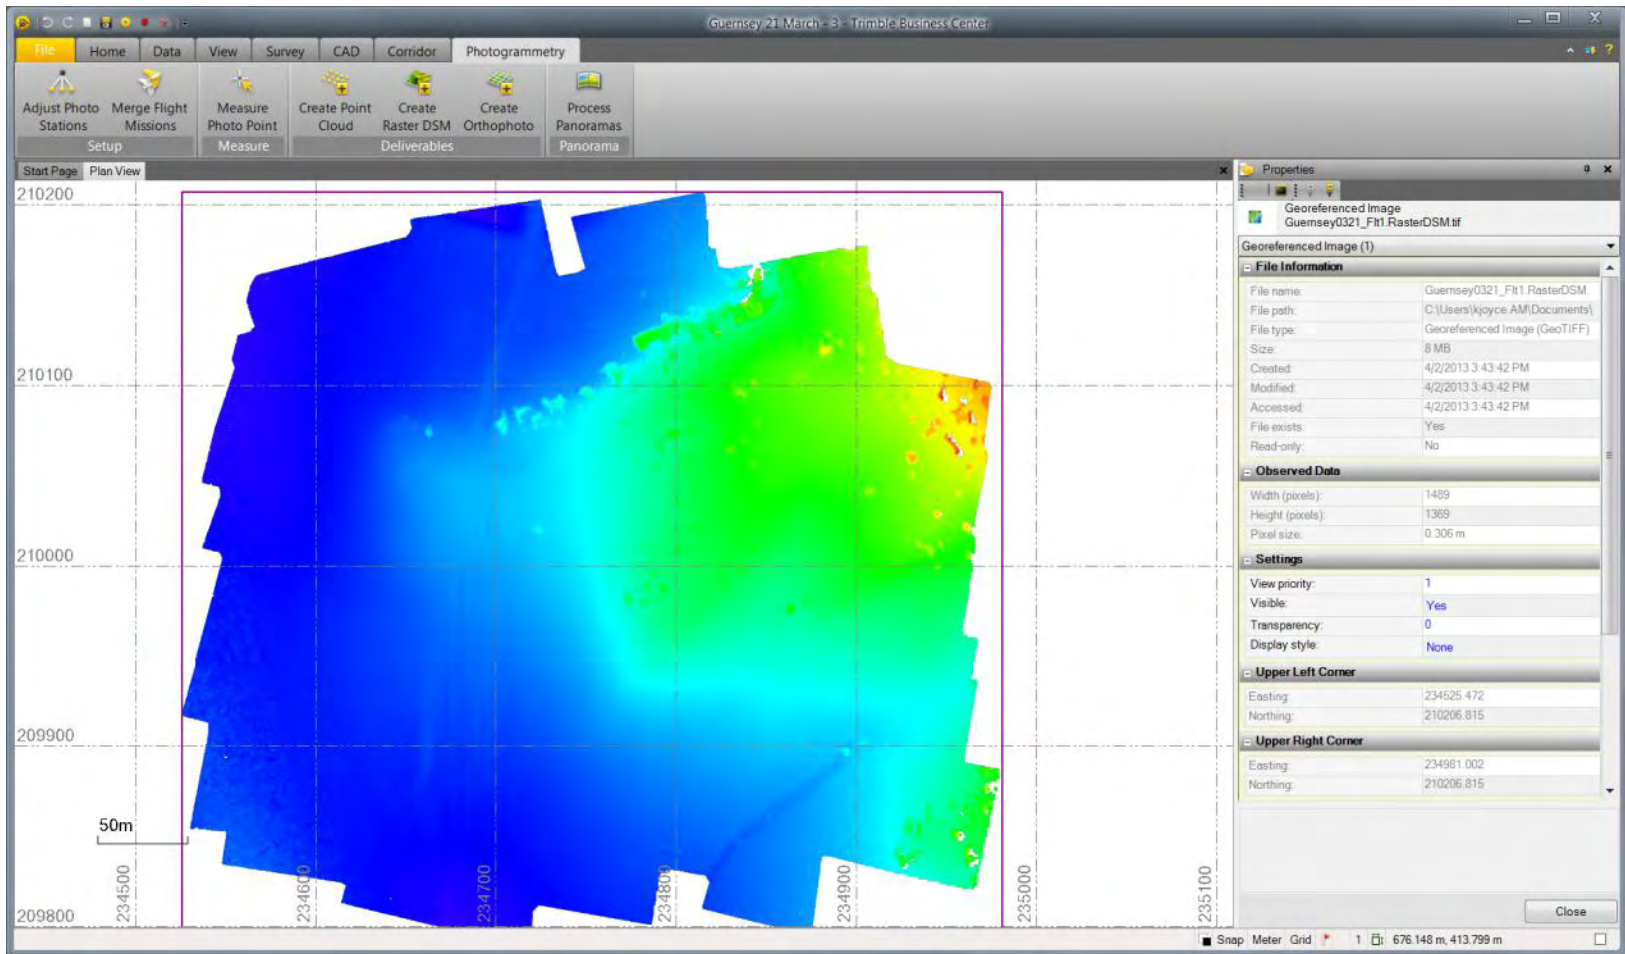 Guernsey 21 March - 3 - Trimble Business Center
File Home Data View Survey CAD Corridor Photogrammetry
Adjust Photo Stations
Merge Flight Missions
Measure Photo Point
Create Point Cloud
Create Raster DSM
Create Orthophoto
Process Panoramas
Setup Measure Deliverables Panorama
Start Page Plan View
210200
210100
210000
209900
209800
50m
234500
234600
234700
234800
234900
235000
235100
Properties
Georeferenced Image
Guernsey0321_Flt1.RasterDSM.tif
Georeferenced Image (1)
File Information
File name: Guernsey0321_Flt1.RasterDSM.
File path: C:\Users\kjoyce.AM\Documents\
File type: Georeferenced Image (GeoTIFF)
Size: 8 MB
Created: 4/2/2013 3:43:42 PM
Modified: 4/2/2013 3:43:42 PM
Accessed: 4/2/2013 3:43:42 PM
File exists: Yes
Read-only: No
Observed Data
Width (pixels): 1489
Height (pixels): 1369
Pixel size: 0.306 m
Settings
View priority: 1
Visible: Yes
Transparency: 0
Display style: None
Upper Left Corner
Easting: 234525.472
Northing: 210206.815
Upper Right Corner
Easting: 234981.002
Northing: 210206.815
Close
Snap Meter Grid 1 676.148 m, 413.799 m